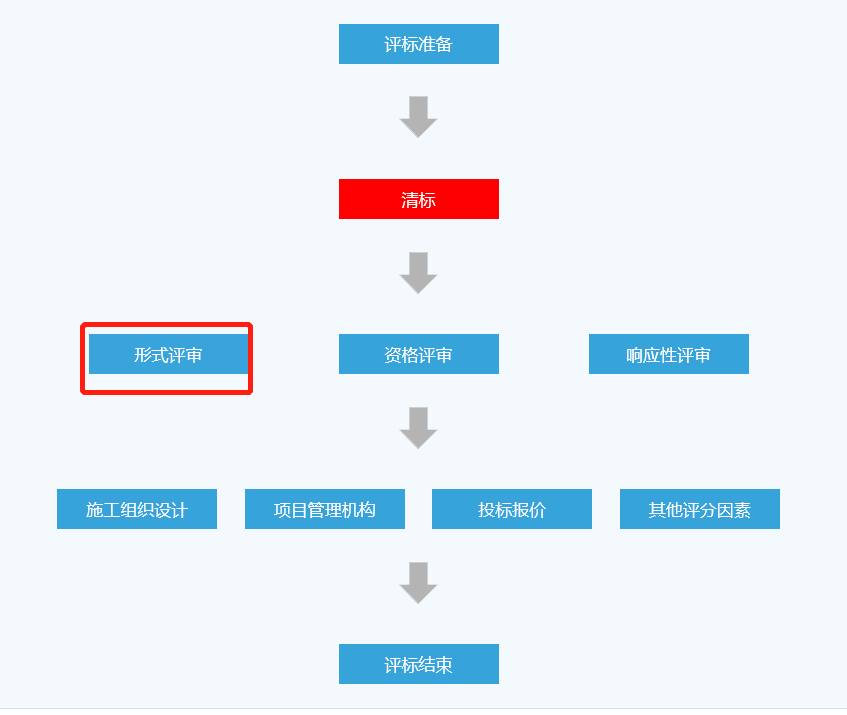 评标准备
清标
形式评审
资格评审
响应性评审
施工组织设计
项目管理机构
投标报价
其他评分因素
评标结束